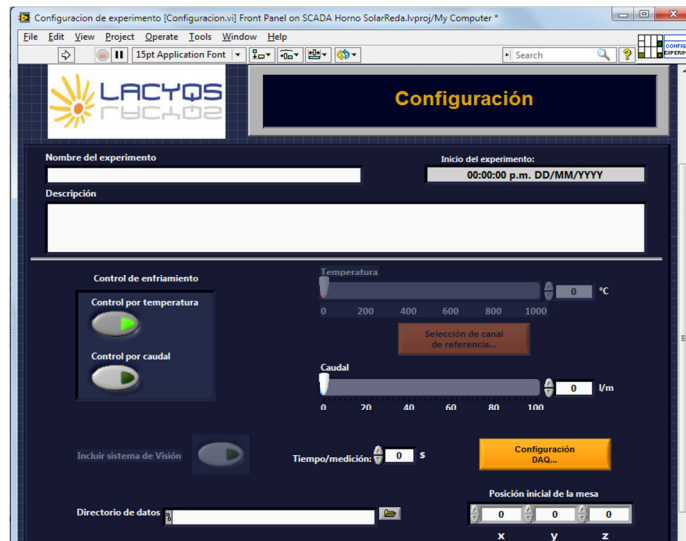 Configuracion de experimento [Configuracion.vi] Front Panel on SCADA Horno SolarReda.lvproj/My Computer *
File Edit View Project Operate Tools Window Help
15pt Application Font Search ?
CONFIG
EXPERI
LACYQS Configuración
Nombre del experimento Inicio del experimento:
00:00:00 p.m. DD/MM/YYYY
Descripción
Control de enfriamiento Temperatura
Control por temperatura 0 °C
0 200 400 600 800 1000
Selección de canal
de referencia...
Control por caudal Caudal
0 l/m
0 20 40 60 80 100
Incluir sistema de Visión Tiempo/medición: 0 s Configuración
DAQ...
Posición inicial de la mesa
Directorio de datos 0 0 0
x y z